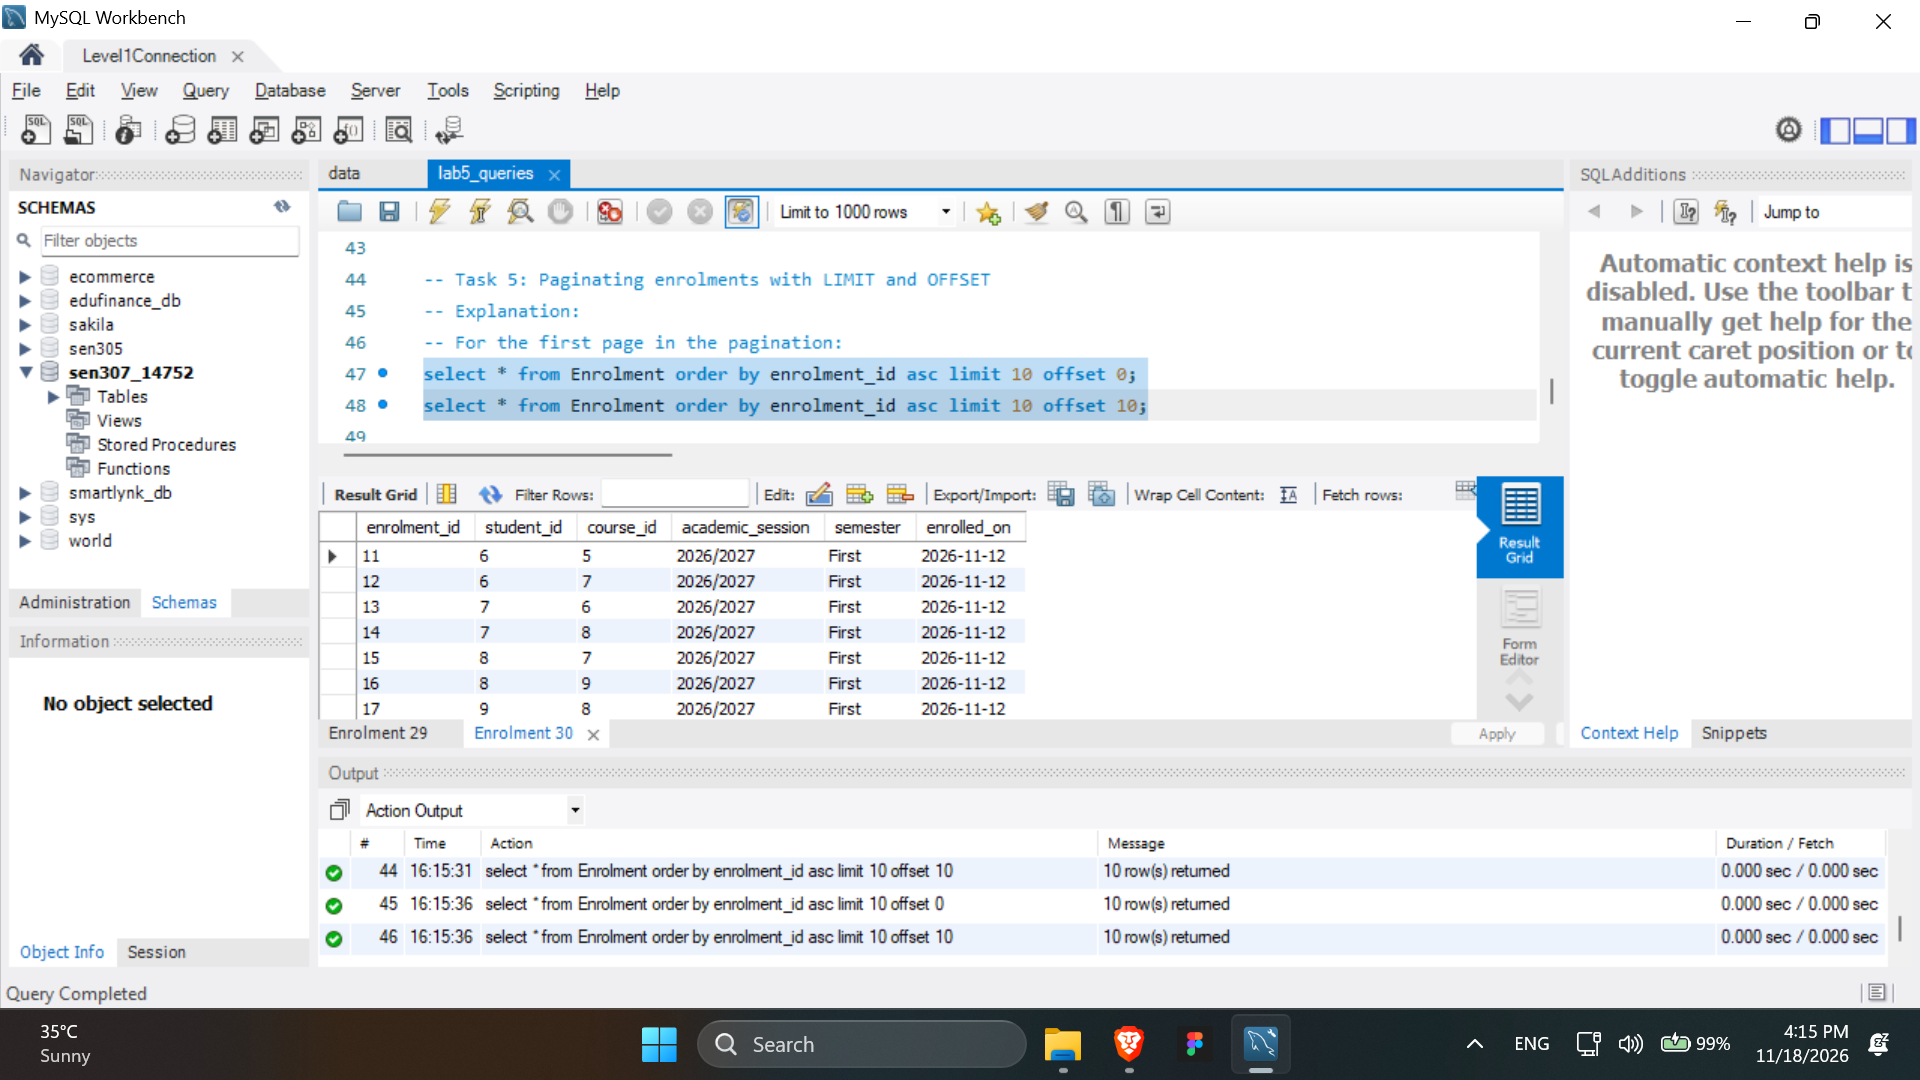 MySQL Workbench
Level1Connection
File Edit View Query Database Server Tools Scripting Help
Navigator
SCHEMAS
Filter objects
ecommerce
edufinance_db
sakila
sen305
sen307_14752
Tables
Views
Stored Procedures
Functions
smartlynk_db
sys
world
Administration Schemas
Information
No object selected
Object Info Session
data lab5_queries
Limit to 1000 rows
43
44 -- Task 5: Paginating enrolments with LIMIT and OFFSET
45 -- Explanation:
46 -- For the first page in the pagination:
47 select * from Enrolment order by enrolment_id asc limit 10 offset 0;
48 select * from Enrolment order by enrolment_id asc limit 10 offset 10;
49
Result Grid Filter Rows: Edit: Export/Import: Wrap Cell Content: Fetch rows:
enrolment_id student_id course_id academic_session semester enrolled_on
11 6 5 2026/2027 First 2026-11-12
12 6 7 2026/2027 First 2026-11-12
13 7 6 2026/2027 First 2026-11-12
14 7 8 2026/2027 First 2026-11-12
15 8 7 2026/2027 First 2026-11-12
16 8 9 2026/2027 First 2026-11-12
17 9 8 2026/2027 First 2026-11-12
Result
Grid
Form
Editor
Enrolment 29 Enrolment 30 Apply
SQLAdditions
Jump to
Automatic context help is
disabled. Use the toolbar t
manually get help for the
current caret position or to
toggle automatic help.
Context Help Snippets
Output
Action Output
# Time Action Message Duration / Fetch
44 16:15:31 select * from Enrolment order by enrolment_id asc limit 10 offset 10 10 row(s) returned 0.000 sec / 0.000 sec
45 16:15:36 select * from Enrolment order by enrolment_id asc limit 10 offset 0 10 row(s) returned 0.000 sec / 0.000 sec
46 16:15:36 select * from Enrolment order by enrolment_id asc limit 10 offset 10 10 row(s) returned 0.000 sec / 0.000 sec
Query Completed
35°C
Sunny
Search
ENG
99%
4:15 PM
11/18/2026